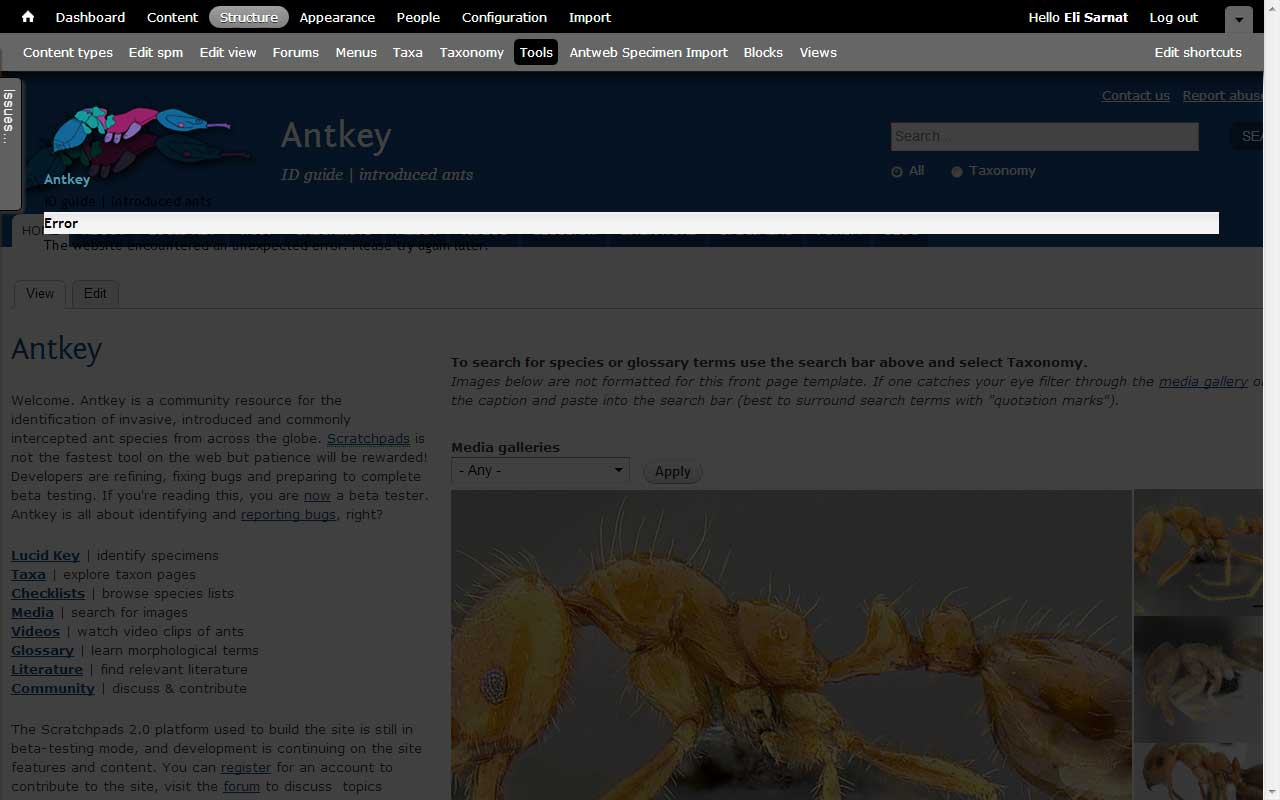 Dashboard Content Structure Appearance People Configuration Import Hello Eli Sarnat Log out
Content types Edit spm Edit view Forums Menus Taxa Taxonomy Tools Antweb Specimen Import Blocks Views Edit shortcuts
Issues...
Contact us Report abuse
Antkey
Search...
SEA
ID guide | introduced ants
All Taxonomy
Antkey
ID guide | introduced ants
Error
HO
The website encountered an unexpected error. Please try again later.
View Edit
Antkey
To search for species or glossary terms use the search bar above and select Taxonomy.
Images below are not formatted for this front page template. If one catches your eye filter through the media gallery o
the caption and paste into the search bar (best to surround search terms with "quotation marks").
Welcome. Antkey is a community resource for the
identification of invasive, introduced and commonly
intercepted ant species from across the globe. Scratchpads is
not the fastest tool on the web but patience will be rewarded!
Developers are refining, fixing bugs and preparing to complete
beta testing. If you're reading this, you are now a beta tester.
Antkey is all about identifying and reporting bugs, right?
Media galleries
- Any - Apply
Lucid Key | identify specimens
Taxa | explore taxon pages
Checklists | browse species lists
Media | search for images
Videos | watch video clips of ants
Glossary | learn morphological terms
Literature | find relevant literature
Community | discuss & contribute
The Scratchpads 2.0 platform used to build the site is still in
beta-testing mode, and development is continuing on the site
features and content. You can register for an account to
contribute to the site, visit the forum to discuss topics